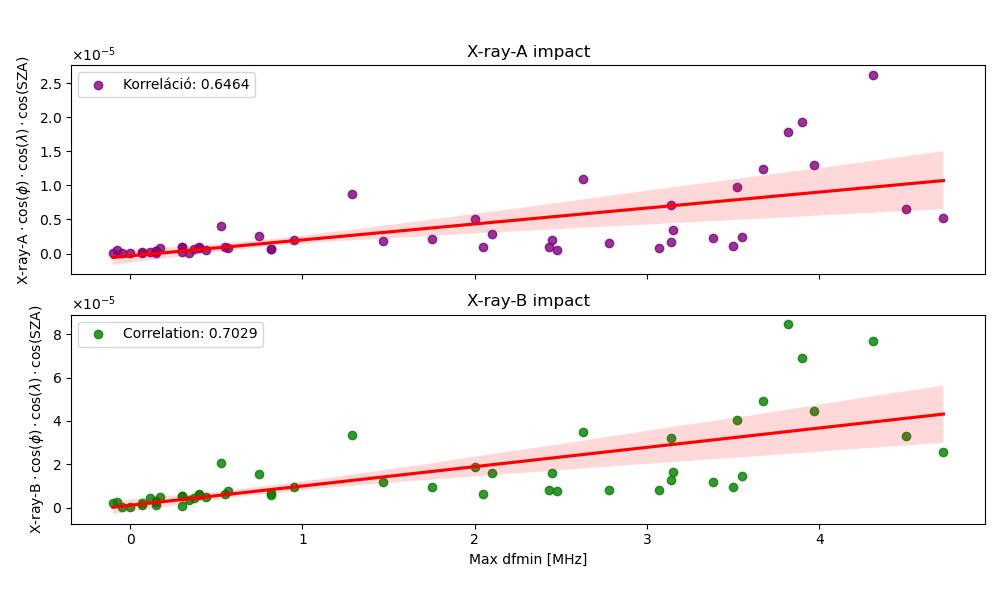 ×10⁻⁵
X-ray-A impact
X-ray-A · cos(ϕ) · cos(λ) · cos(SZA)
2.5
2.0
1.5
1.0
0.5
0.0
Korreláció: 0.6464
×10⁻⁵
X-ray-B impact
X-ray-B · cos(ϕ) · cos(λ) · cos(SZA)
8
6
4
2
0
Correlation: 0.7029
0 1 2 3 4
Max dfmin [MHz]